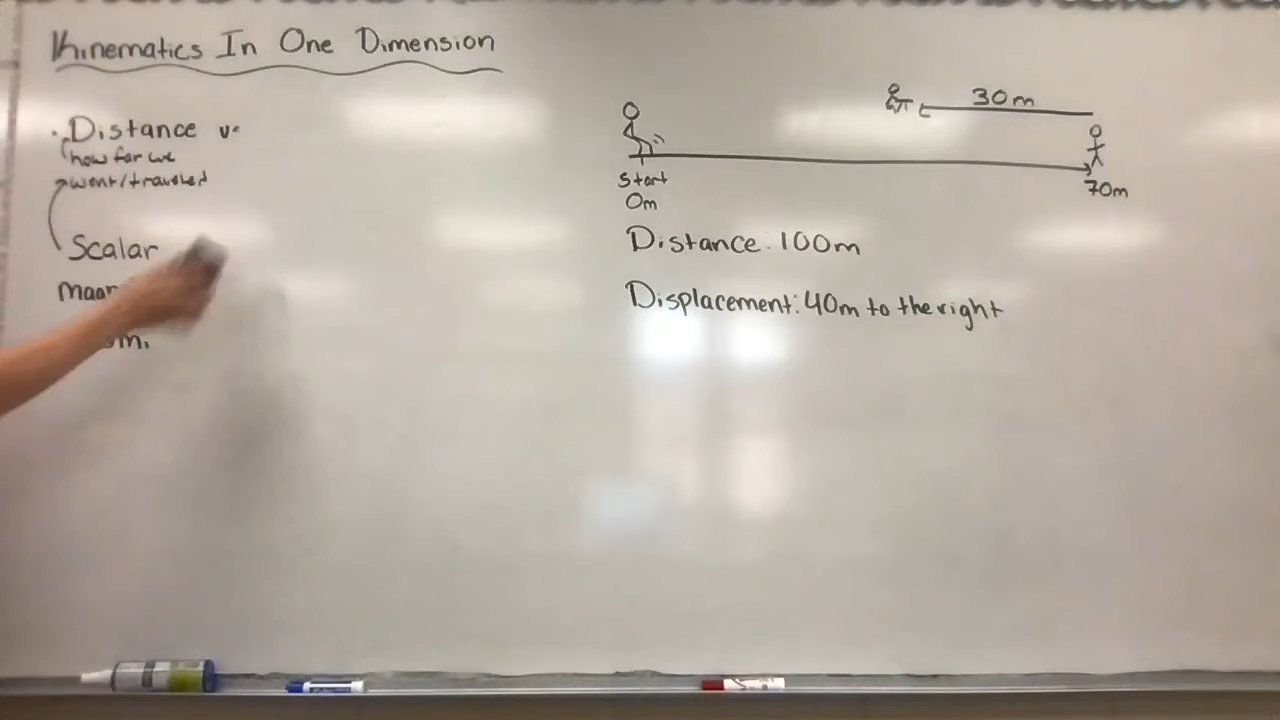 Kinematics In One Dimension
· Distance
how far we
went/traveled
Scalar
30m
Start
0m
70m
Distance: 100m
Displacement: 40m to the right